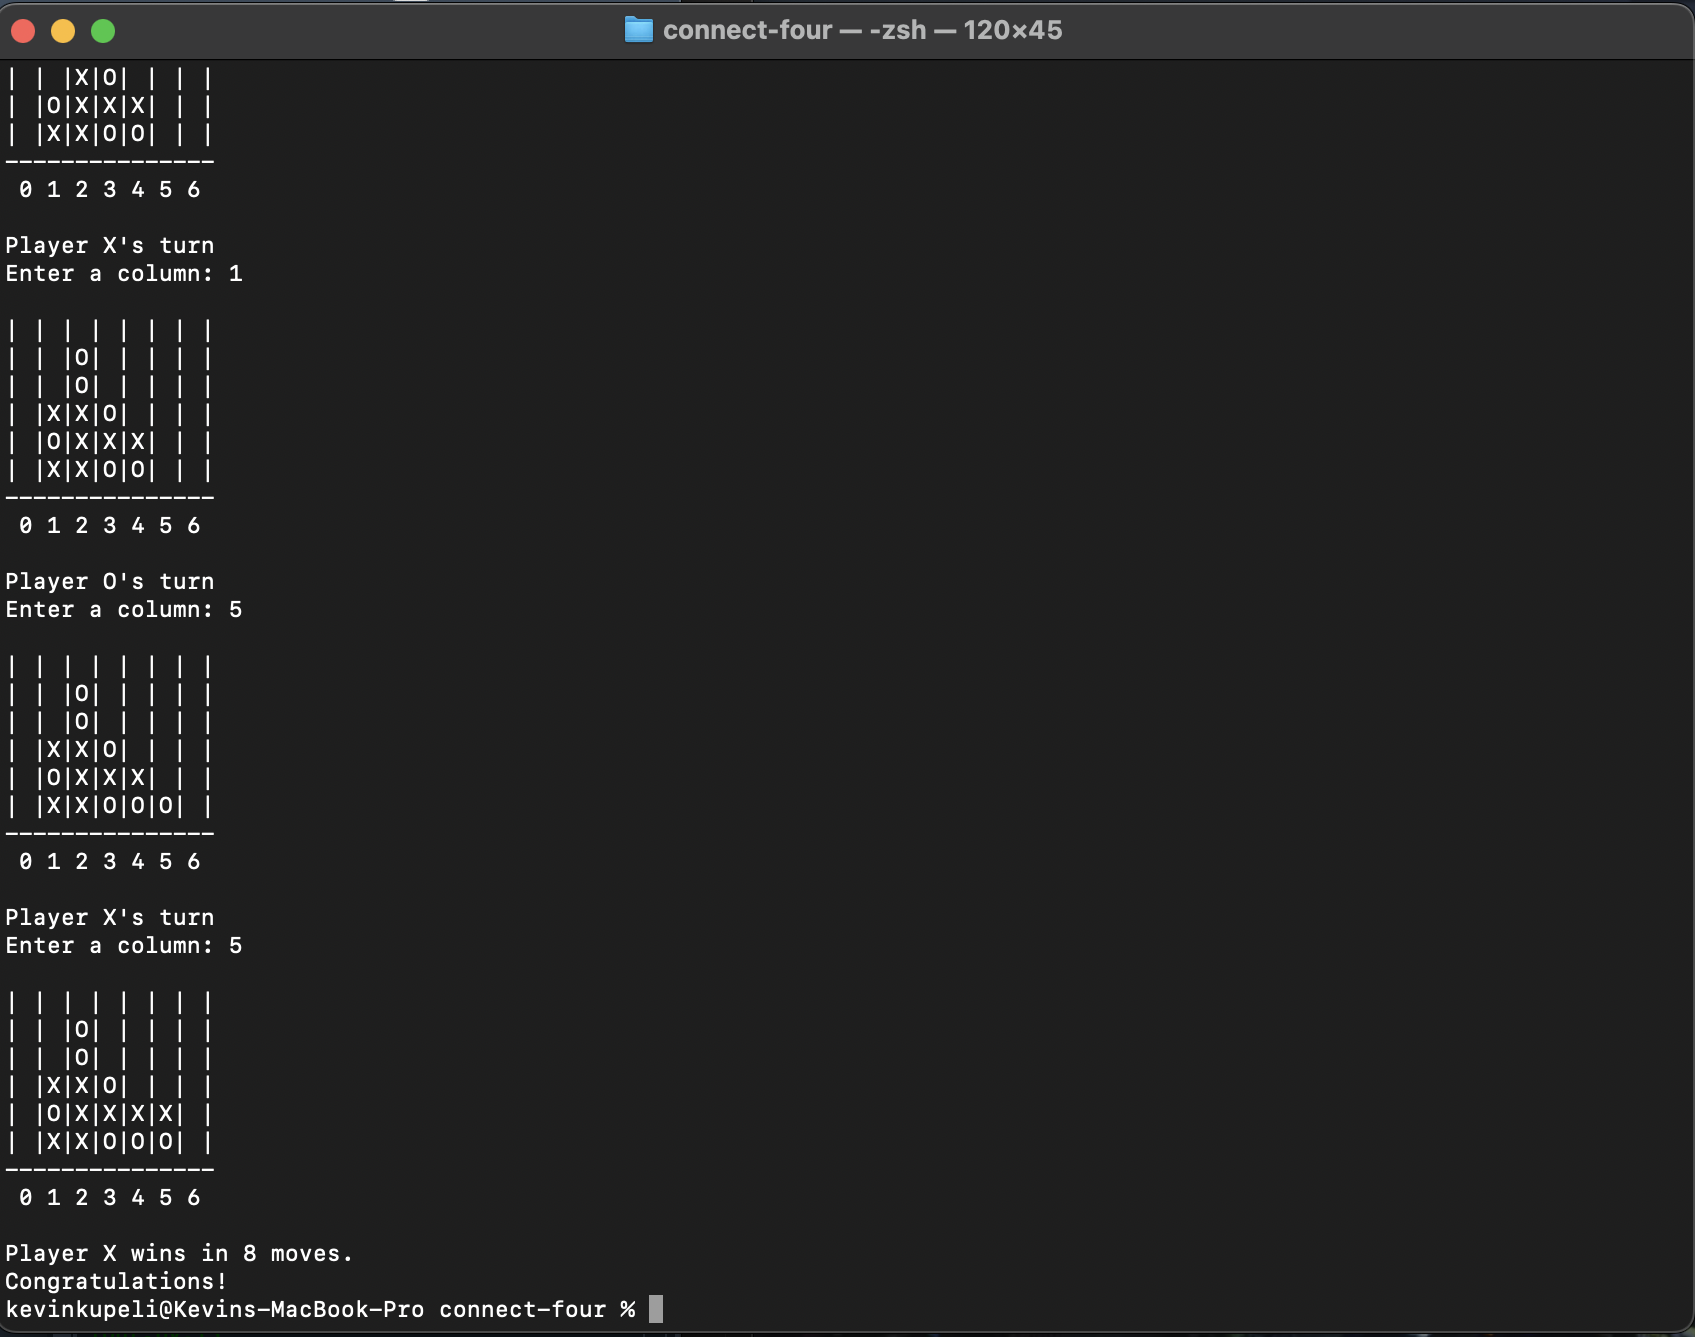 connect-four — -zsh — 120×45
| | |X|O| | | |
| |O|X|X|X| | |
| |X|X|O|O| | |
---------------
 0 1 2 3 4 5 6
Player X's turn
Enter a column: 1
| | | | | | | |
| | |O| | | | |
| | |O| | | | |
| |X|X|O| | | |
| |O|X|X|X| | |
| |X|X|O|O| | |
---------------
 0 1 2 3 4 5 6
Player O's turn
Enter a column: 5
| | | | | | | |
| | |O| | | | |
| | |O| | | | |
| |X|X|O| | | |
| |O|X|X|X| | |
| |X|X|O|O|O| |
---------------
 0 1 2 3 4 5 6
Player X's turn
Enter a column: 5
| | | | | | | |
| | |O| | | | |
| | |O| | | | |
| |X|X|O| | | |
| |O|X|X|X|X| |
| |X|X|O|O|O| |
---------------
 0 1 2 3 4 5 6
Player X wins in 8 moves.
Congratulations!
kevinkupeli@Kevins-MacBook-Pro connect-four %